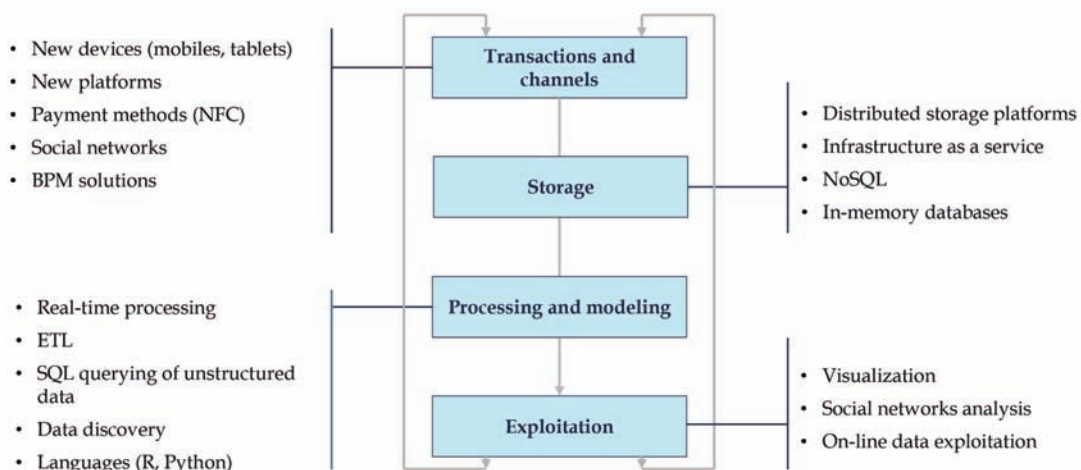 • New devices (mobiles, tablets)
• New platforms
• Payment methods (NFC)
• Social networks
• BPM solutions
Transactions and
channels
• Distributed storage platforms
• Infrastructure as a service
• NoSQL
• In-memory databases
Storage
• Real-time processing
• ETL
• SQL querying of unstructured
data
• Data discovery
• Languages (R, Python)
Processing and modeling
• Visualization
• Social networks analysis
• On-line data exploitation
Exploitation